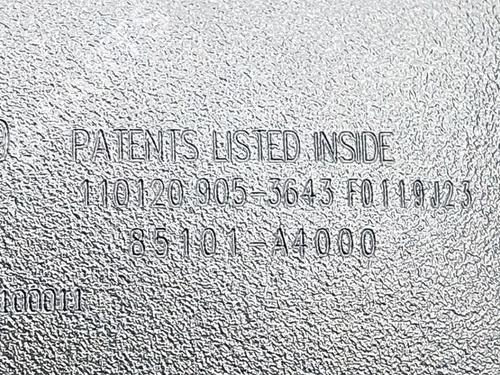 PATENTS LISTED INSIDE
110120 905-3643 F0119J23
85101-A4000
100011